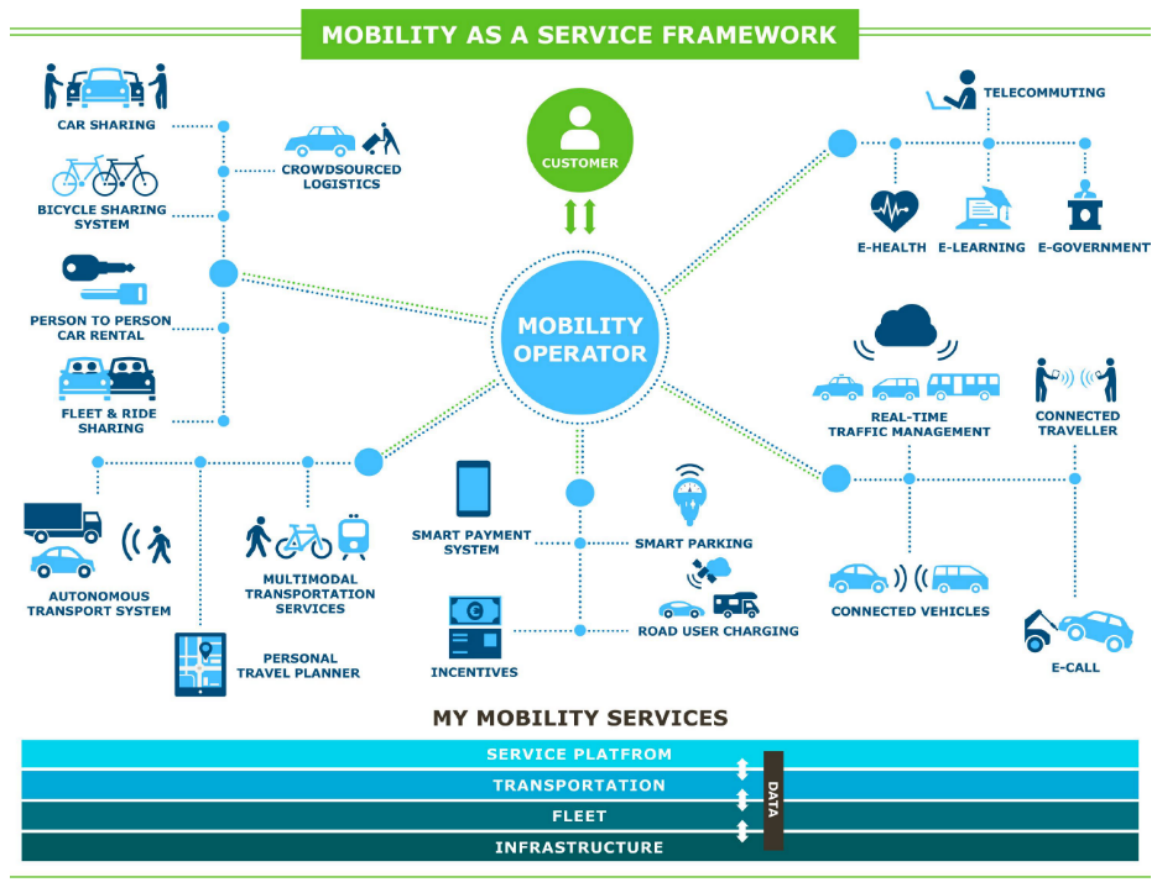 MOBILITY AS A SERVICE FRAMEWORK
CAR SHARING
CROWDSOURCED
LOGISTICS
BICYCLE SHARING
SYSTEM
PERSON TO PERSON
CAR RENTAL
FLEET & RIDE
SHARING
CUSTOMER
MOBILITY
OPERATOR
TELECOMMUTING
E-HEALTH
E-LEARNING
E-GOVERNMENT
REAL-TIME
TRAFFIC MANAGEMENT
CONNECTED
TRAVELLER
CONNECTED VEHICLES
E-CALL
AUTONOMOUS
TRANSPORT SYSTEM
MULTIMODAL
TRANSPORTATION
SERVICES
PERSONAL
TRAVEL PLANNER
SMART PAYMENT
SYSTEM
SMART PARKING
€
INCENTIVES
ROAD USER CHARGING
MY MOBILITY SERVICES
SERVICE PLATFROM
TRANSPORTATION
FLEET
INFRASTRUCTURE
DATA